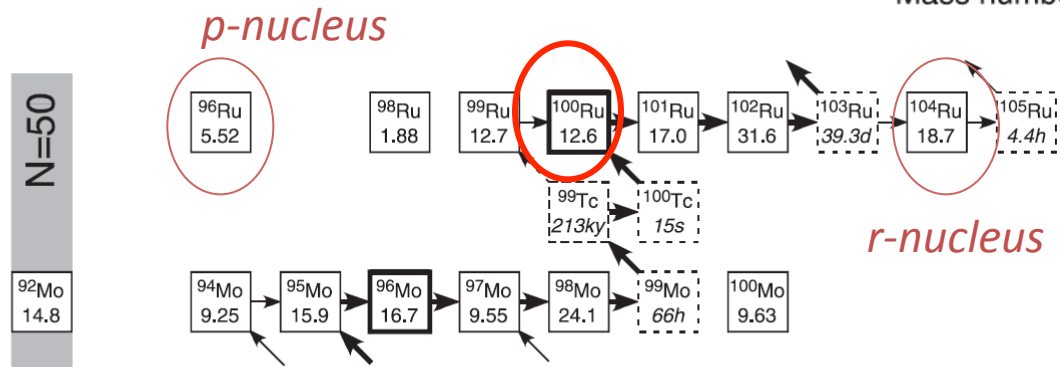 Mass numbe
p-nucleus
N=50
⁹⁶Ru
5.52
⁹⁸Ru
1.88
⁹⁹Ru
12.7
¹⁰⁰Ru
12.6
¹⁰¹Ru
17.0
¹⁰²Ru
31.6
¹⁰³Ru
39.3d
¹⁰⁴Ru
18.7
¹⁰⁵Ru
4.4h
⁹⁹Tc
213ky
¹⁰⁰Tc
15s
r-nucleus
⁹²Mo
14.8
⁹⁴Mo
9.25
⁹⁵Mo
15.9
⁹⁶Mo
16.7
⁹⁷Mo
9.55
⁹⁸Mo
24.1
⁹⁹Mo
66h
¹⁰⁰Mo
9.63